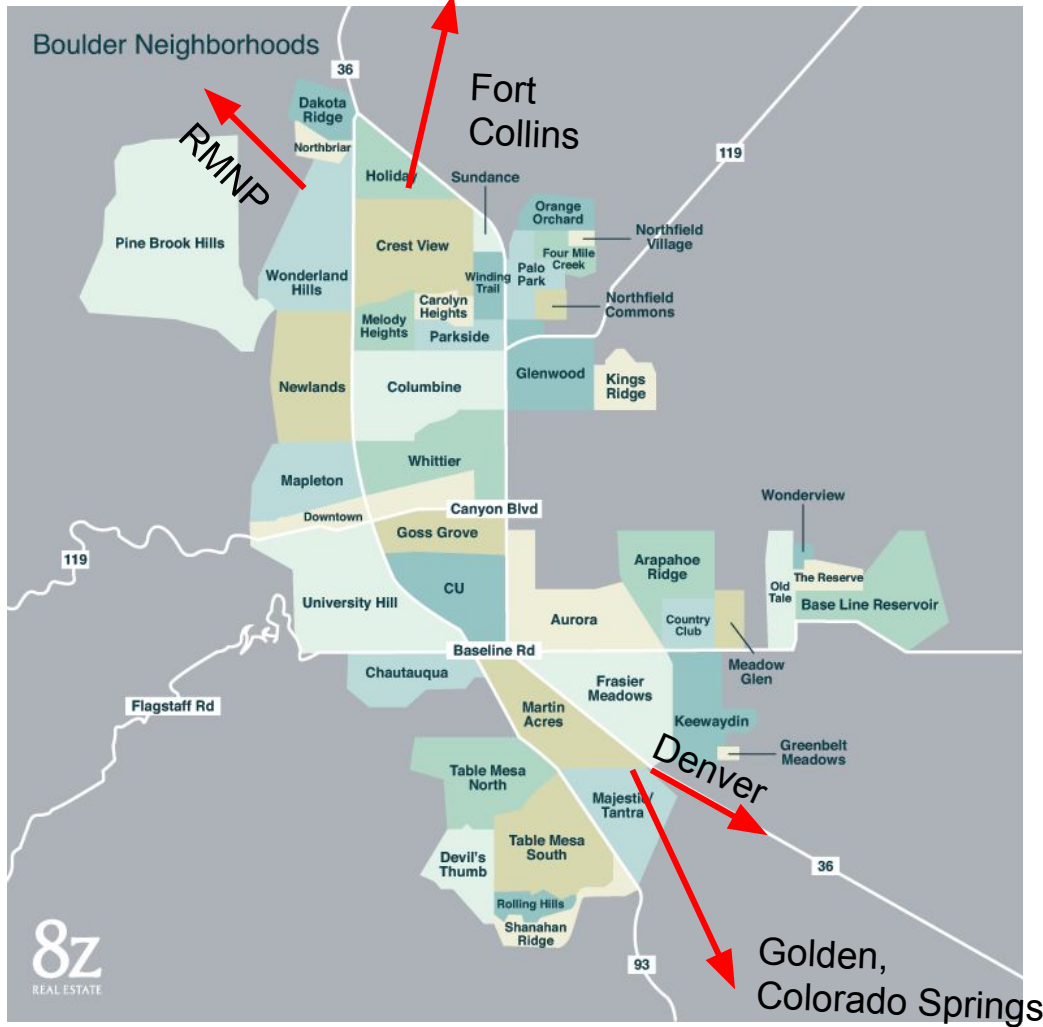 Boulder Neighborhoods
36
Fort
Collins
Dakota
Ridge
Northbriar
RMNP
119
Holiday
Sundance
Orange
Orchard
Northfield
Village
Pine Brook Hills
Crest View
Four Mile
Creek
Palo
Park
Wonderland
Hills
Winding
Trail
Carolyn
Heights
Northfield
Commons
Melody
Heights
Parkside
Glenwood
Kings
Ridge
Newlands
Columbine
Whittier
Mapleton
Wonderview
Canyon Blvd
Downtown
Goss Grove
119
Arapahoe
Ridge
Old
Tale
The Reserve
CU
University Hill
Base Line Reservoir
Aurora
Country
Club
Baseline Rd
Meadow
Glen
Chautauqua
Frasier
Meadows
Flagstaff Rd
Martin
Acres
Keewaydin
Greenbelt
Meadows
Denver
Table Mesa
North
Majestic/
Tantra
Table Mesa
South
Devil's
Thumb
36
Rolling Hills
Shanahan
Ridge
8z
REAL ESTATE
93
Golden,
Colorado Springs